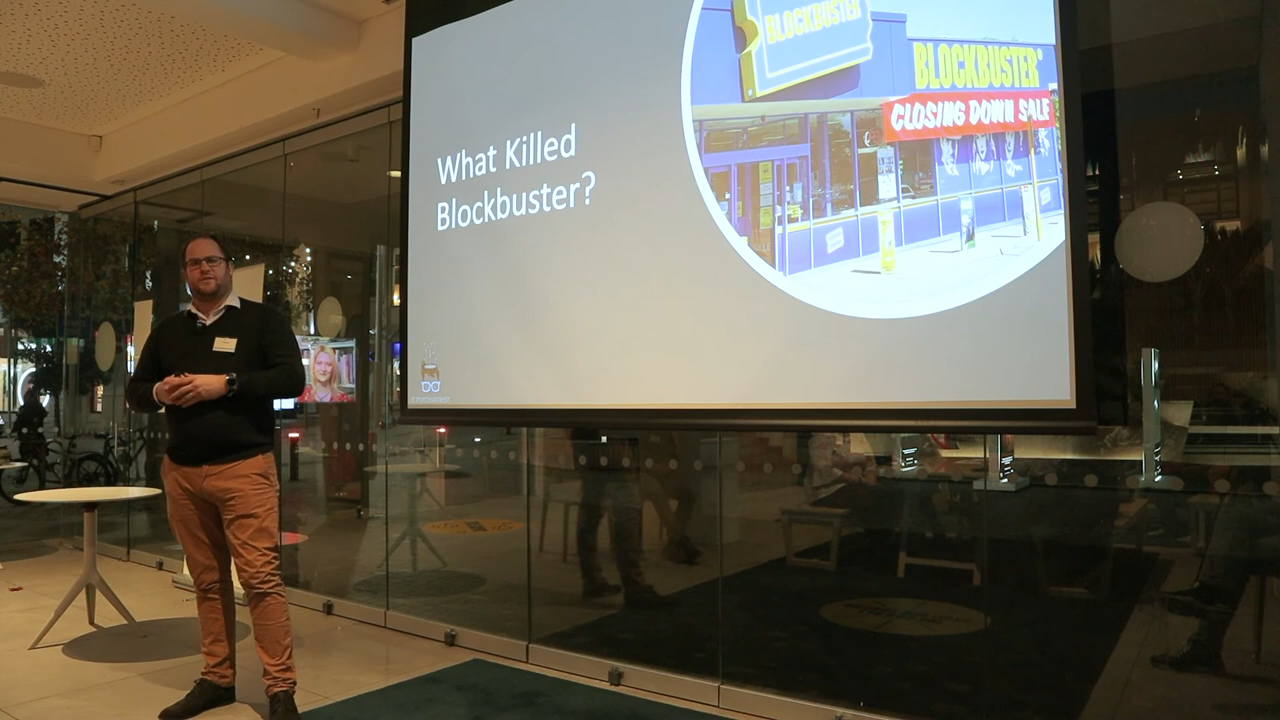 BLOCKBUSTER
BLOCKBUSTER
CLOSING DOWN SALE
What Killed
Blockbuster?